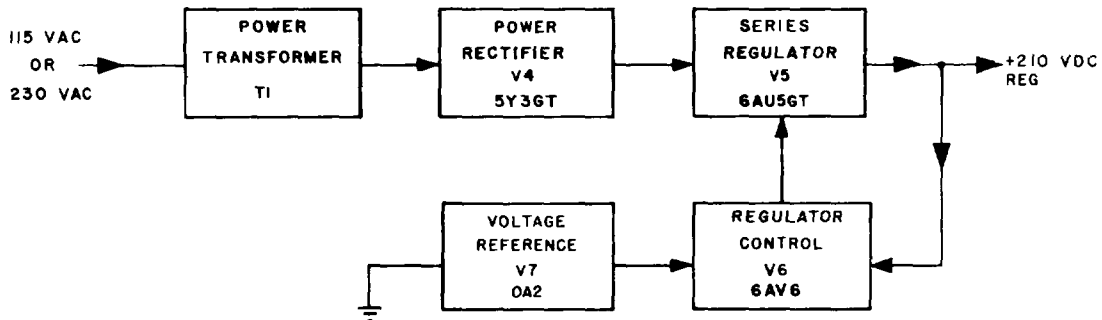 115 VAC
OR
230 VAC
POWER
TRANSFORMER
T1
POWER
RECTIFIER
V4
5Y3GT
SERIES
REGULATOR
V5
6AU5GT
+210 VDC
REG
VOLTAGE
REFERENCE
V7
OA2
REGULATOR
CONTROL
V6
6AV6